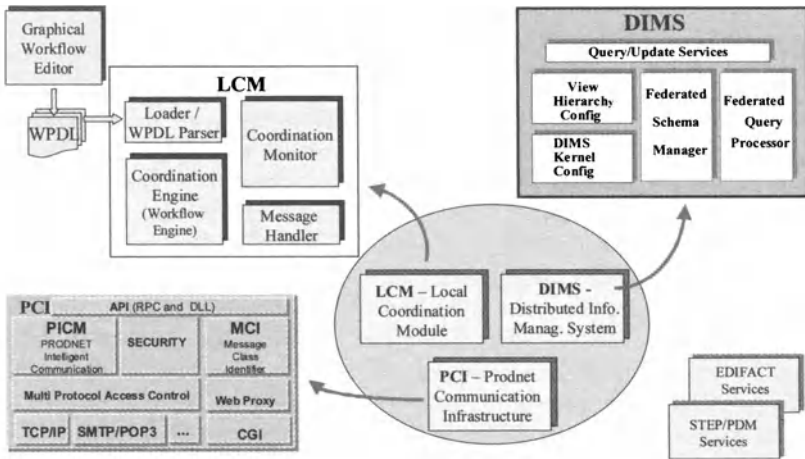 Graphical
Workflow
Editor
WPDL
LCM
Loader /
WPDL Parser
Coordination
Monitor
Coordination
Engine
(Workflow
Engine)
Message
Handler
DIMS
Query/Update Services
View
Hierarchy
Config
DIMS
Kernel
Config
Federated
Schema
Manager
Federated
Query
Processor
LCM – Local
Coordination
Module
DIMS -
Distributed Info.
Manag. System
PCI – Prodnet
Communication
Infrastructure
PCI
API (RPC and DLL)
PICM
PRODNET
Intelligent
Communication
SECURITY
MCI
Message
Class
Identifier
Multi Protocol Access Control
Web Proxy
TCP/IP
SMTP/POP3
...
CGI
EDIFACT
Services
STEP/PDM
Services